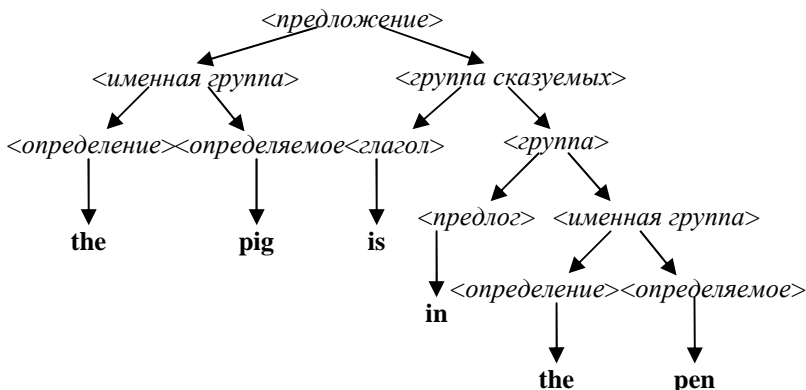 <предложение>
<именная группа> <группа сказуемых>
<определение><определяемое<глагол> <группа>
the pig is <предлог> <именная группа>
in <определение><определяемое>
the pen